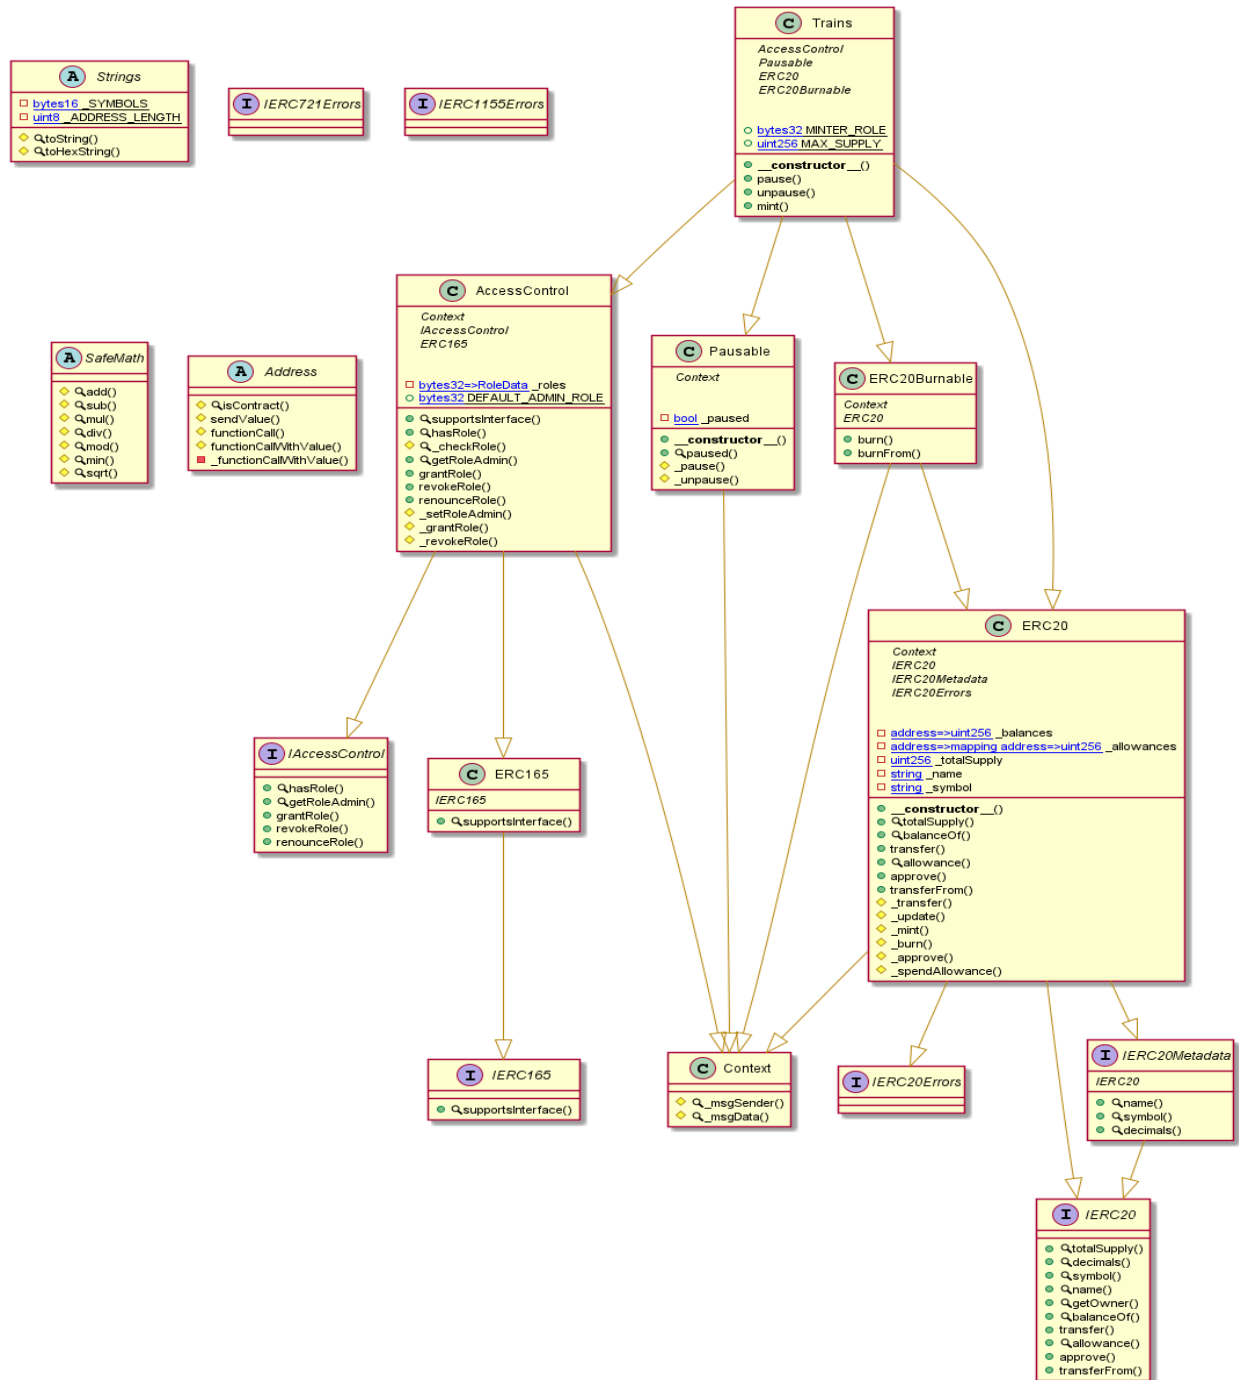 C Trains
AccessControl
Pausable
ERC20
ERC20Burnable
bytes32 MINTER_ROLE
uint256 MAX_SUPPLY
__constructor__()
pause()
unpause()
mint()
A Strings
bytes16 _SYMBOLS
uint8 _ADDRESS_LENGTH
toString()
toHexString()
I IERC721Errors
I IERC1155Errors
C AccessControl
Context
IAccessControl
ERC165
bytes32=>RoleData _roles
bytes32 DEFAULT_ADMIN_ROLE
supportsInterface()
hasRole()
_checkRole()
getRoleAdmin()
grantRole()
revokeRole()
renounceRole()
_setRoleAdmin()
_grantRole()
_revokeRole()
C Pausable
Context
bool _paused
__constructor__()
paused()
_pause()
_unpause()
C ERC20Burnable
Context
ERC20
burn()
burnFrom()
A SafeMath
add()
sub()
mul()
div()
mod()
min()
sqrt()
A Address
isContract()
sendValue()
functionCall()
functionCallWithValue()
_functionCallWithValue()
C ERC20
Context
IERC20
IERC20Metadata
IERC20Errors
address=>uint256 _balances
address=>mapping address=>uint256 _allowances
uint256 _totalSupply
string _name
string _symbol
__constructor__()
totalSupply()
balanceOf()
transfer()
allowance()
approve()
transferFrom()
_transfer()
_update()
_mint()
_burn()
_approve()
_spendAllowance()
I IAccessControl
hasRole()
getRoleAdmin()
grantRole()
revokeRole()
renounceRole()
C ERC165
IERC165
supportsInterface()
I IERC165
supportsInterface()
C Context
_msgSender()
_msgData()
I IERC20Errors
I IERC20Metadata
IERC20
name()
symbol()
decimals()
I IERC20
totalSupply()
decimals()
symbol()
name()
getOwner()
balanceOf()
transfer()
allowance()
approve()
transferFrom()